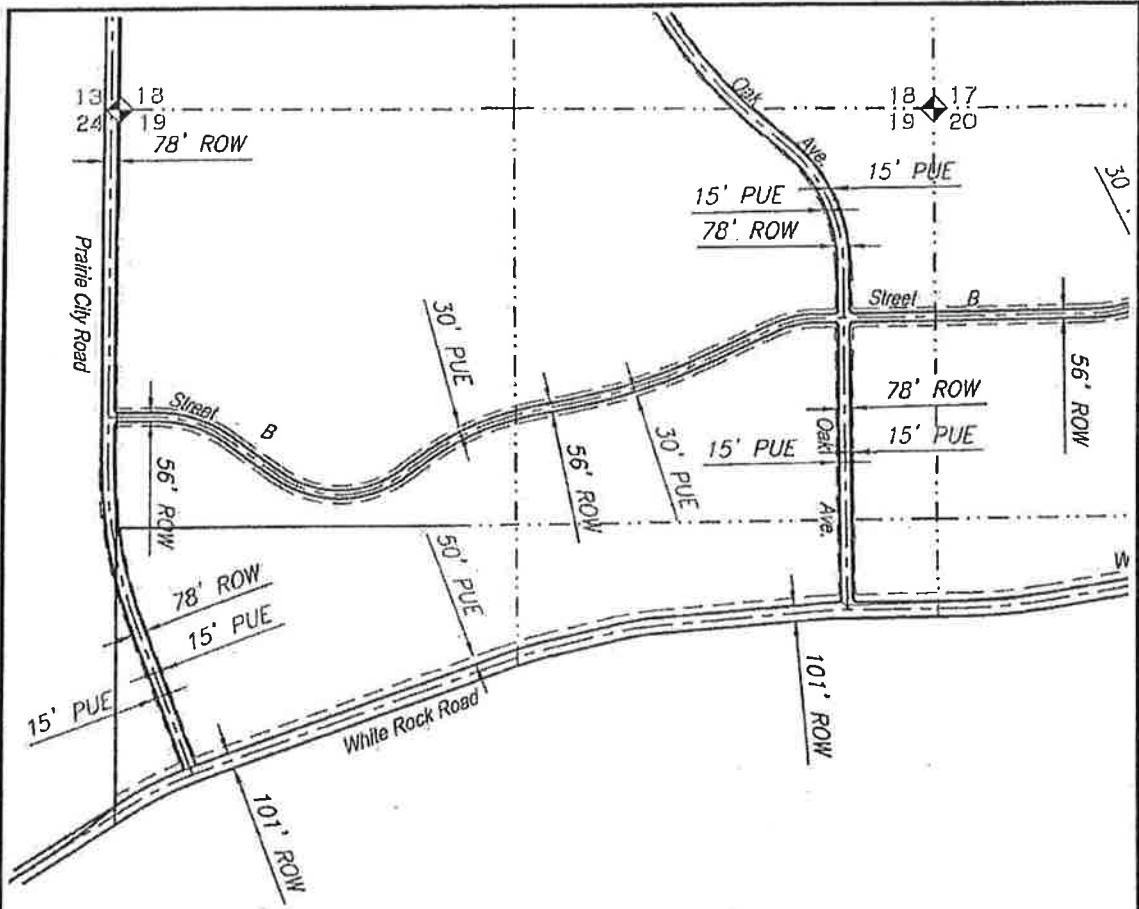 13 18
24 19
78' ROW
Prairie City Road
Oak
Ave.
18 17
19 20
15' PUE
15' PUE
78' ROW
30
Street B
56' ROW
30' PUE
Street B
56' ROW
56' ROW
30' PUE
78' ROW
15' PUE
15' PUE
Oak
Ave.
50' PUE
78' ROW
15' PUE
15' PUE
W
White Rock Road
101' ROW
101' ROW